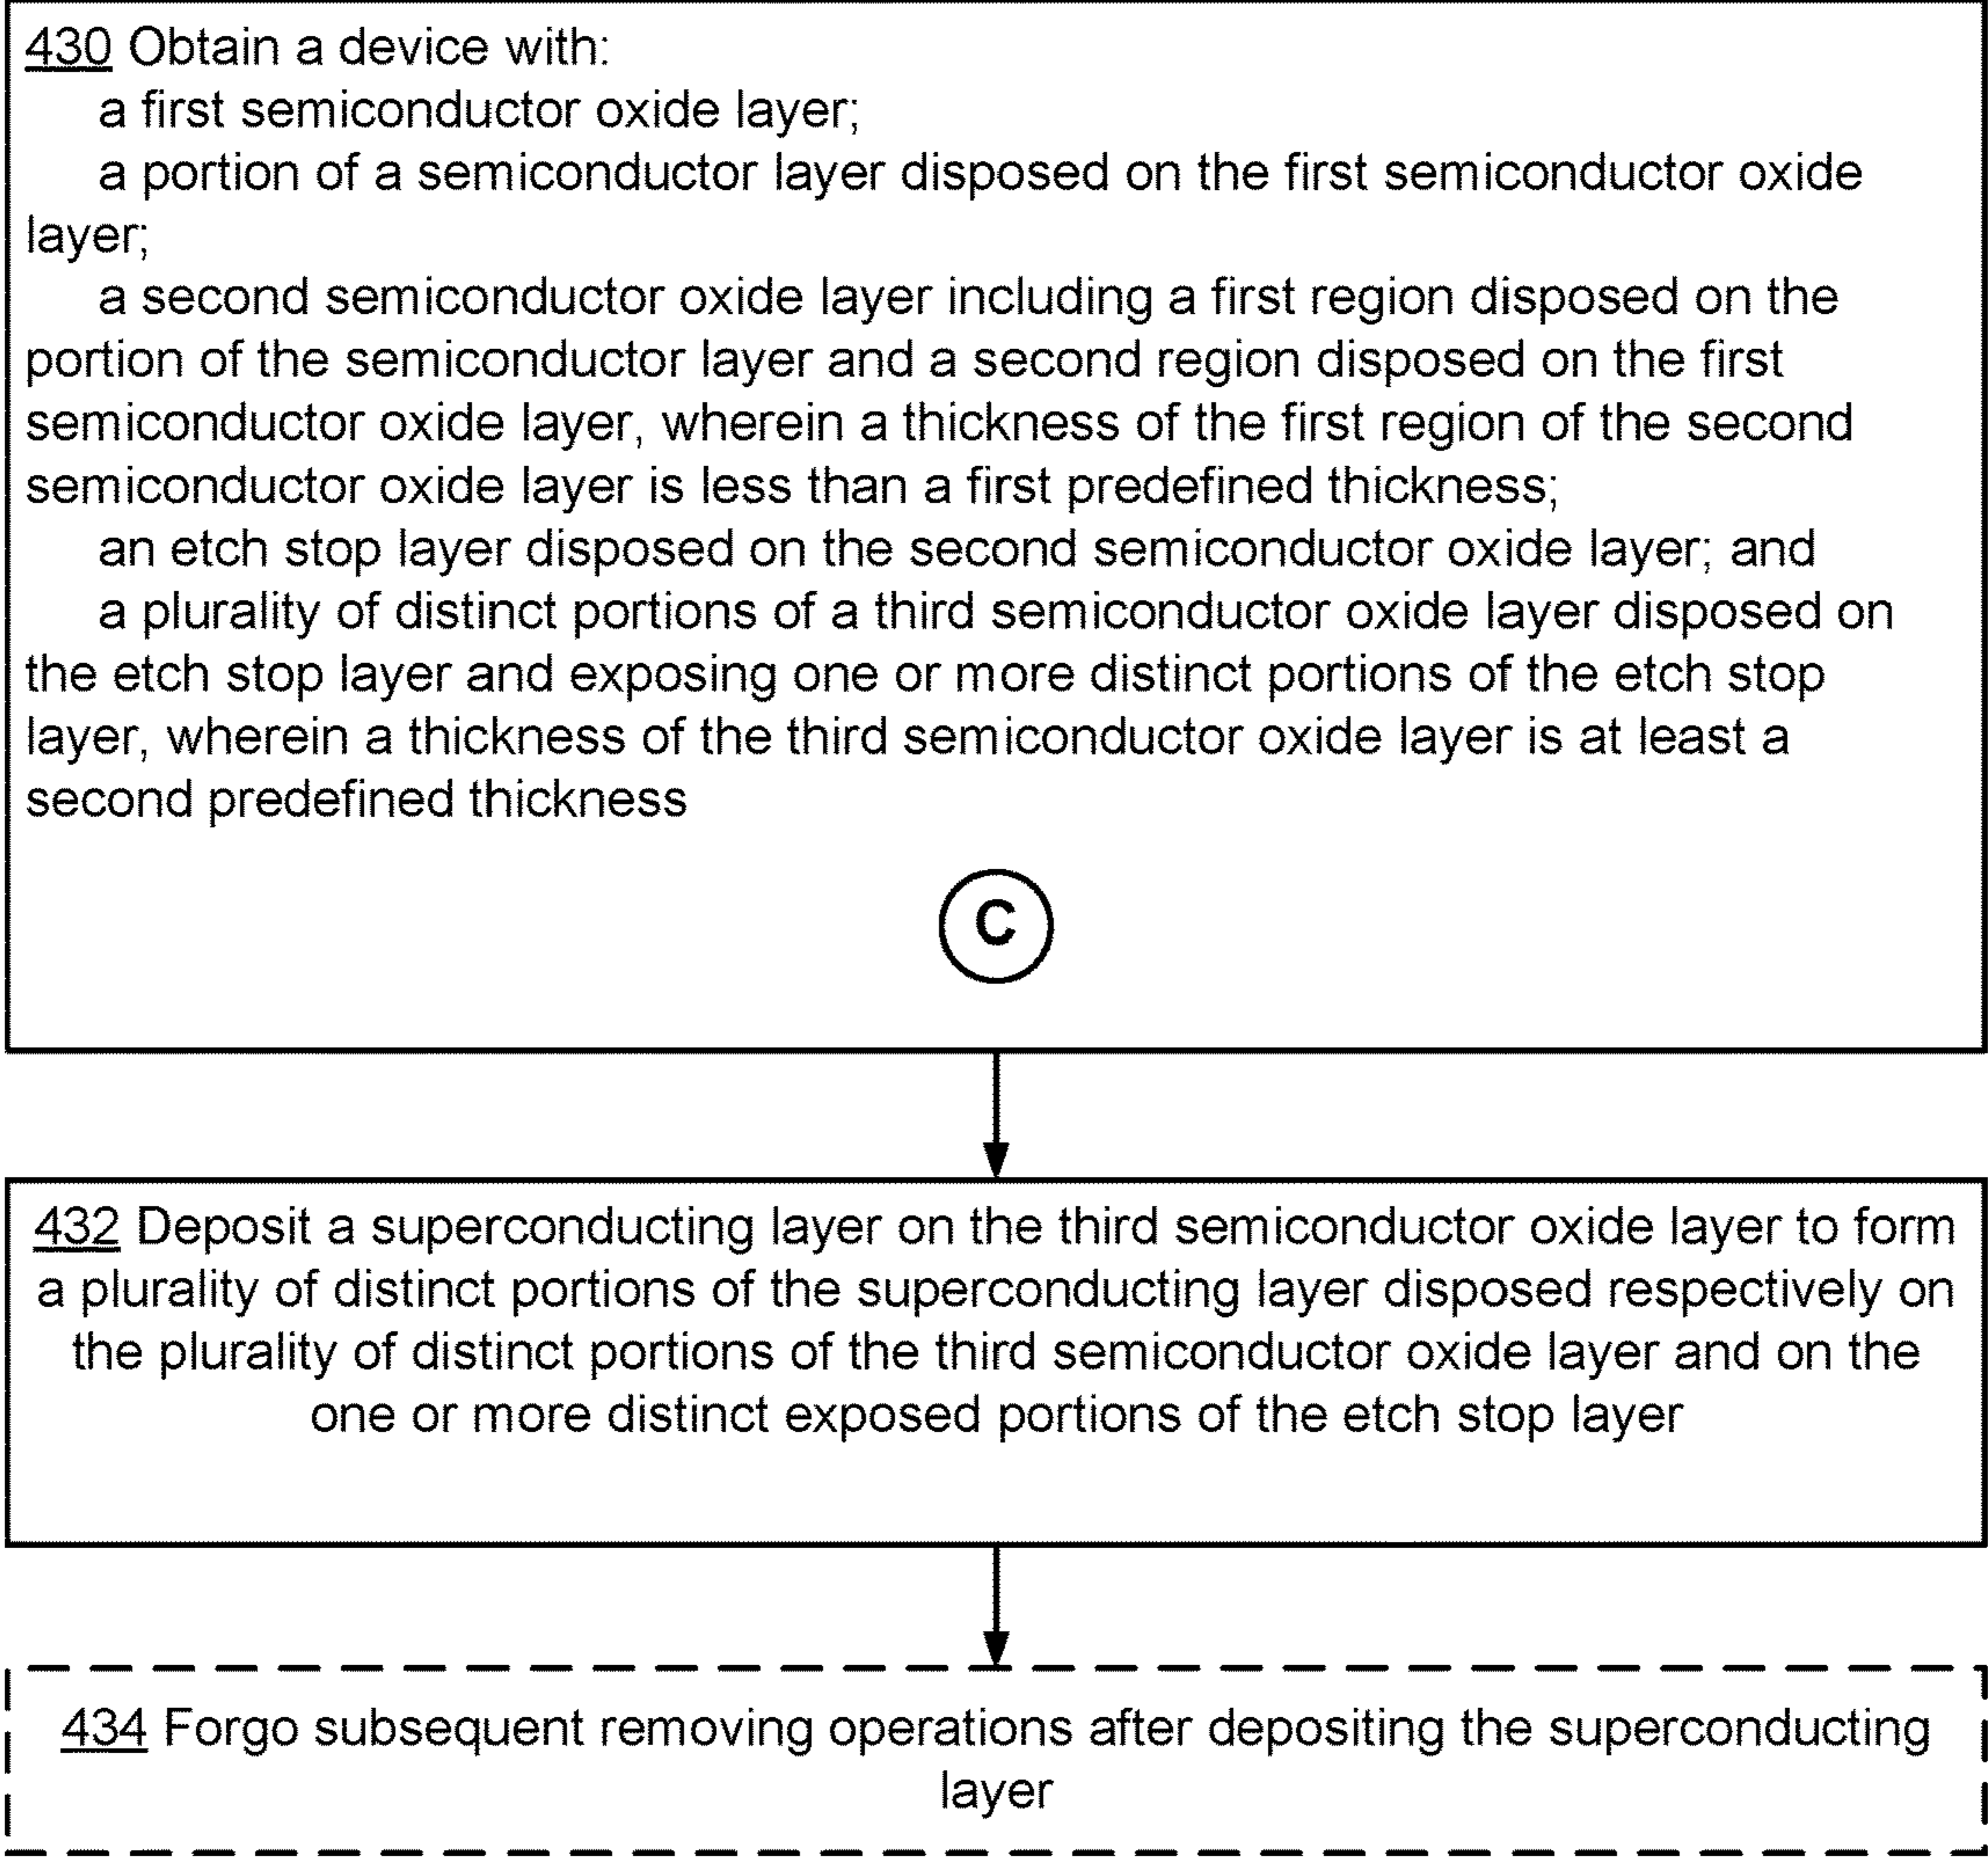 430 Obtain a device with:
a first semiconductor oxide layer;
a portion of a semiconductor layer disposed on the first semiconductor oxide
layer;
a second semiconductor oxide layer including a first region disposed on the
portion of the semiconductor layer and a second region disposed on the first
semiconductor oxide layer, wherein a thickness of the first region of the second
semiconductor oxide layer is less than a first predefined thickness;
an etch stop layer disposed on the second semiconductor oxide layer; and
a plurality of distinct portions of a third semiconductor oxide layer disposed on
the etch stop layer and exposing one or more distinct portions of the etch stop
layer, wherein a thickness of the third semiconductor oxide layer is at least a
second predefined thickness
C
432 Deposit a superconducting layer on the third semiconductor oxide layer to form
a plurality of distinct portions of the superconducting layer disposed respectively on
the plurality of distinct portions of the third semiconductor oxide layer and on the
one or more distinct exposed portions of the etch stop layer
434 Forgo subsequent removing operations after depositing the superconducting
layer